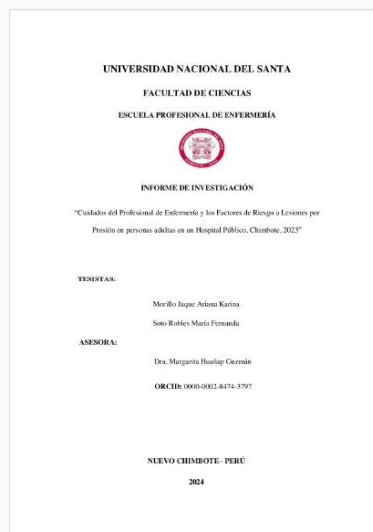 UNIVERSIDAD NACIONAL DEL SANTA
FACULTAD DE CIENCIAS
ESCUELA PROFESIONAL DE ENFERMERÍA
INFORME DE INVESTIGACIÓN
“Cuidados del Profesional de Enfermería y los Factores de Riesgo a Lesiones por
Presión en personas adultas en un Hospital Público, Chimbote, 2023”
TESISTAS:
Morillo Jaque Ariana Karina
Soto Robles María Fernanda
ASESORA:
Dra. Margarita Huañap Guzmán
ORCID: 0000-0002-8474-3797
NUEVO CHIMBOTE– PERÚ
2024